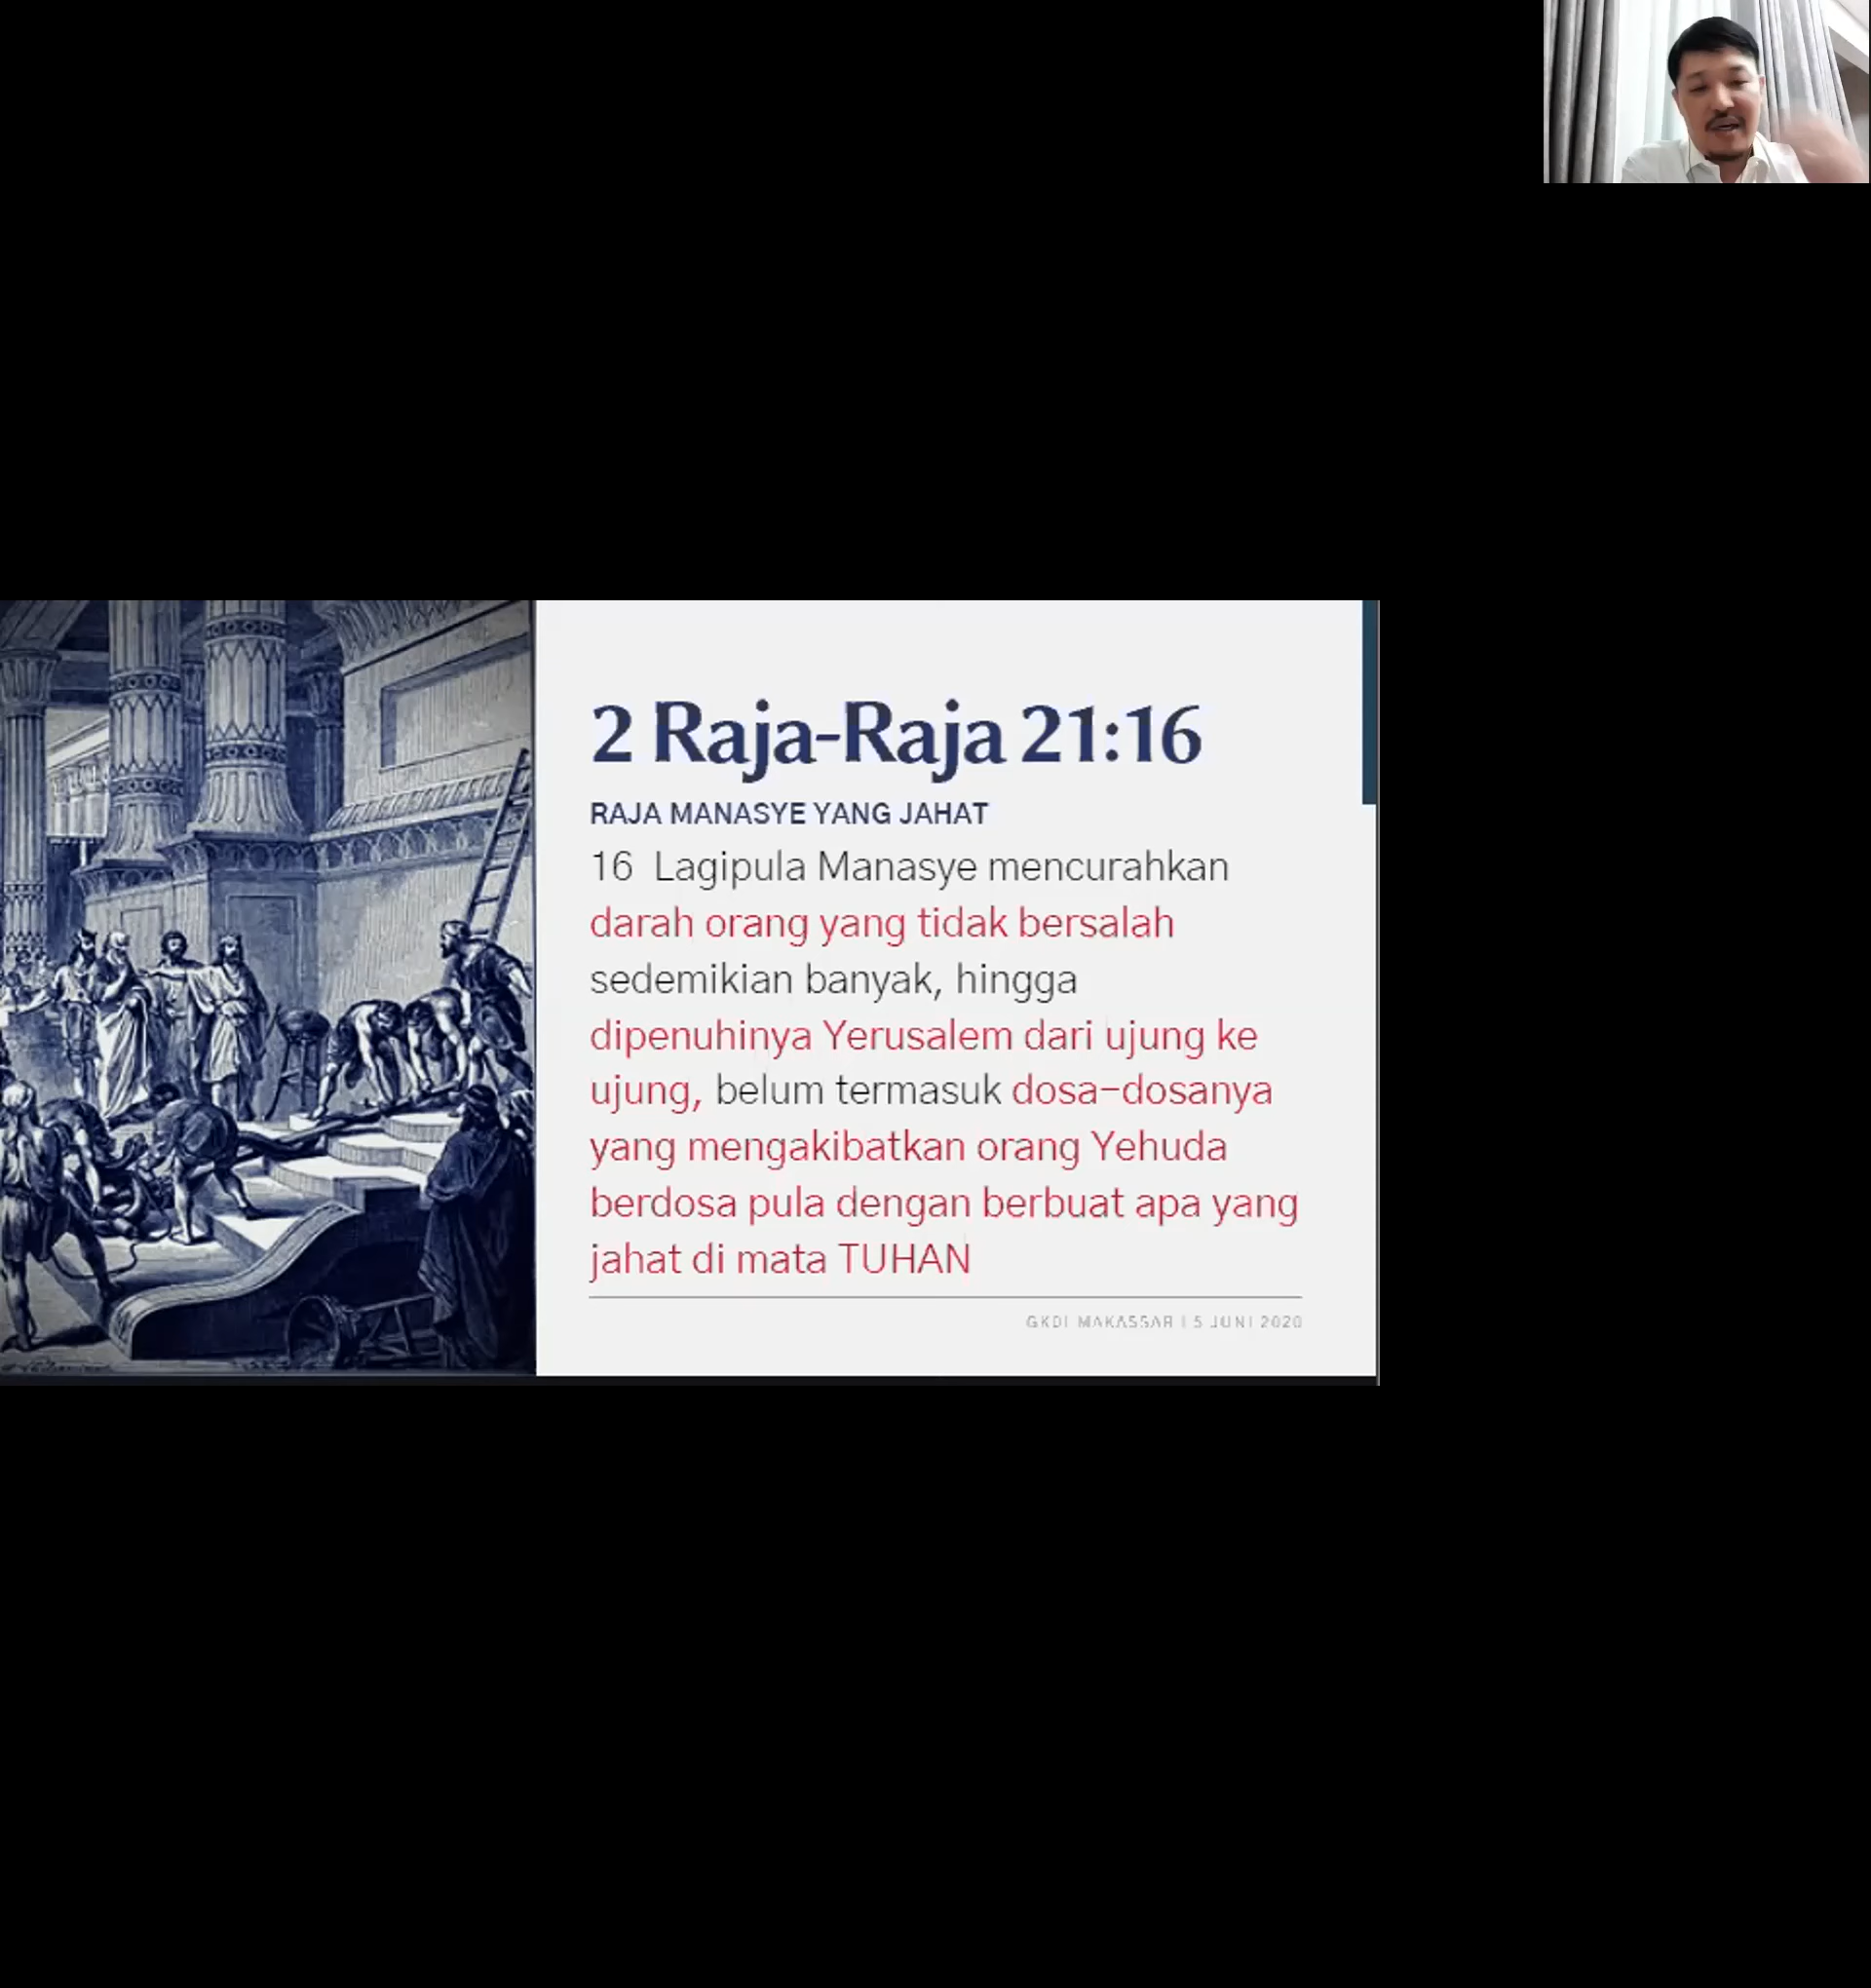 2 Raja-Raja 21:16
RAJA MANASYE YANG JAHAT
16 Lagipula Manasye mencurahkan
darah orang yang tidak bersalah
sedemikian banyak, hingga
dipenuhinya Yerusalem dari ujung ke
ujung, belum termasuk dosa-dosanya
yang mengakibatkan orang Yehuda
berdosa pula dengan berbuat apa yang
jahat di mata TUHAN
GKDI MAKASSAR | 5 JUNI 2020